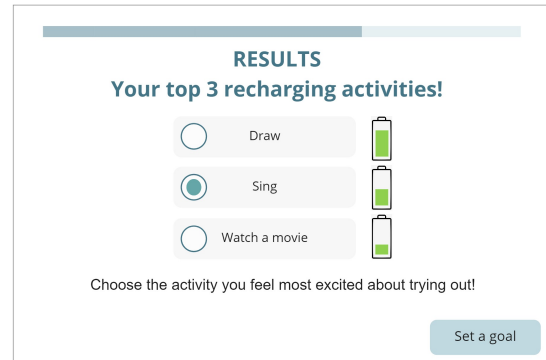 RESULTS
Your top 3 recharging activities!
Draw
Sing
Watch a movie
Choose the activity you feel most excited about trying out!
Set a goal